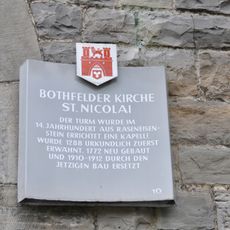 BOTHFELDER KIRCHE
ST. NICOLAI
DER TURM WURDE IM
14. JAHRHUNDERT AUS RASENEISEN-
STEIN ERRICHTET EINE KAPELLE
WURDE 1288 URKUNDLICH ZUERST
ERWÄHNT. 1772 NEU GEBAUT
UND 1910-1912 DURCH DEN
JETZIGEN BAU ERSETZT
10